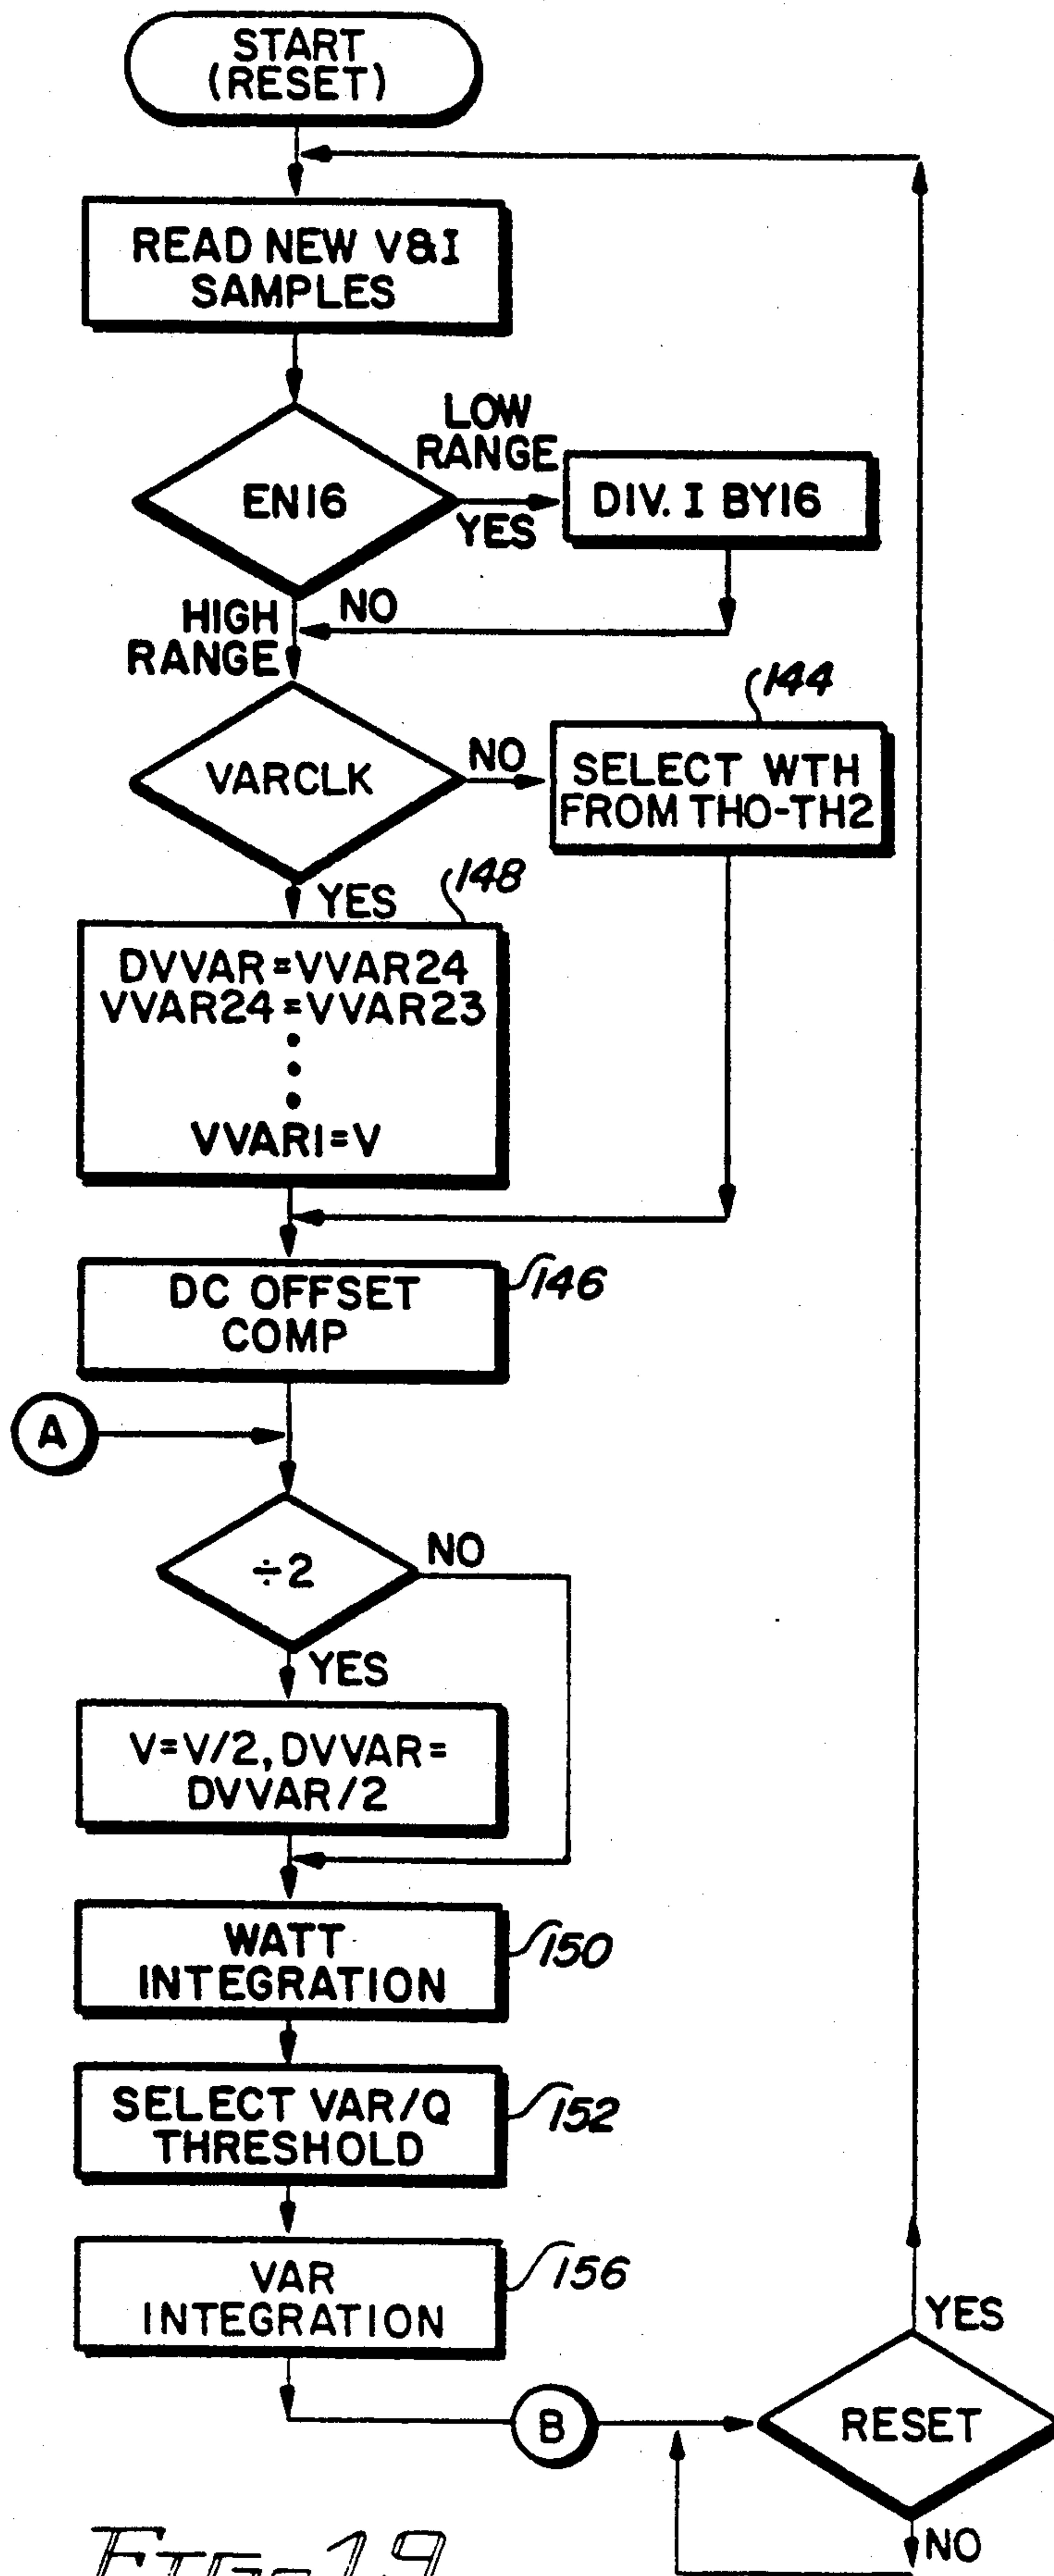 START
(RESET)
READ NEW V&I
SAMPLES
LOW
RANGE
EN16
YES
DIV. I BY16
HIGH
RANGE
NO
144
VARCLK
NO
SELECT WTH
FROM TH0-TH2
YES
148
DVVAR=VVAR24
VVAR24=VVAR23
VVAR1=V
DC OFFSET
COMP
146
A
÷2
NO
YES
V=V/2, DVVAR=
DVVAR/2
WATT
INTEGRATION
150
SELECT VAR/Q
THRESHOLD
152
VAR
INTEGRATION
156
YES
B
RESET
NO
FIG-19